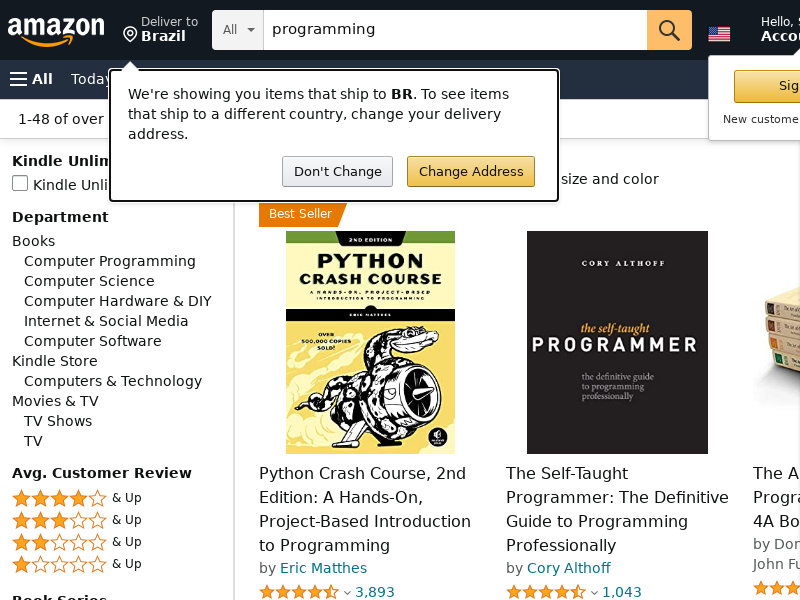 amazon
Deliver to
Brazil
All
programming
Hello, S
Accou
All
Today
We're showing you items that ship to BR. To see items
that ship to a different country, change your delivery
address.
Don't Change
Change Address
Sig
New custome
1-48 of over
size and color
Kindle Unlim
Kindle Unli
Department
Books
Computer Programming
Computer Science
Computer Hardware & DIY
Internet & Social Media
Computer Software
Kindle Store
Computers & Technology
Movies & TV
TV Shows
TV
Avg. Customer Review
& Up
& Up
& Up
& Up
Book Series
Best Seller
2ND EDITION
PYTHON
CRASH COURSE
A HANDS-ON, PROJECT-BASED
INTRODUCTION TO PROGRAMMING
ERIC MATTHES
OVER
500,000 COPIES
SOLD!
Python Crash Course, 2nd
Edition: A Hands-On,
Project-Based Introduction
to Programming
by Eric Matthes
3,893
CORY ALTHOFF
the self-taught
PROGRAMMER
the definitive guide
to programming
professionally
The Self-Taught
Programmer: The Definitive
Guide to Programming
Professionally
by Cory Althoff
1,043
The A
Progra
4A Bo
by Don
John Fu